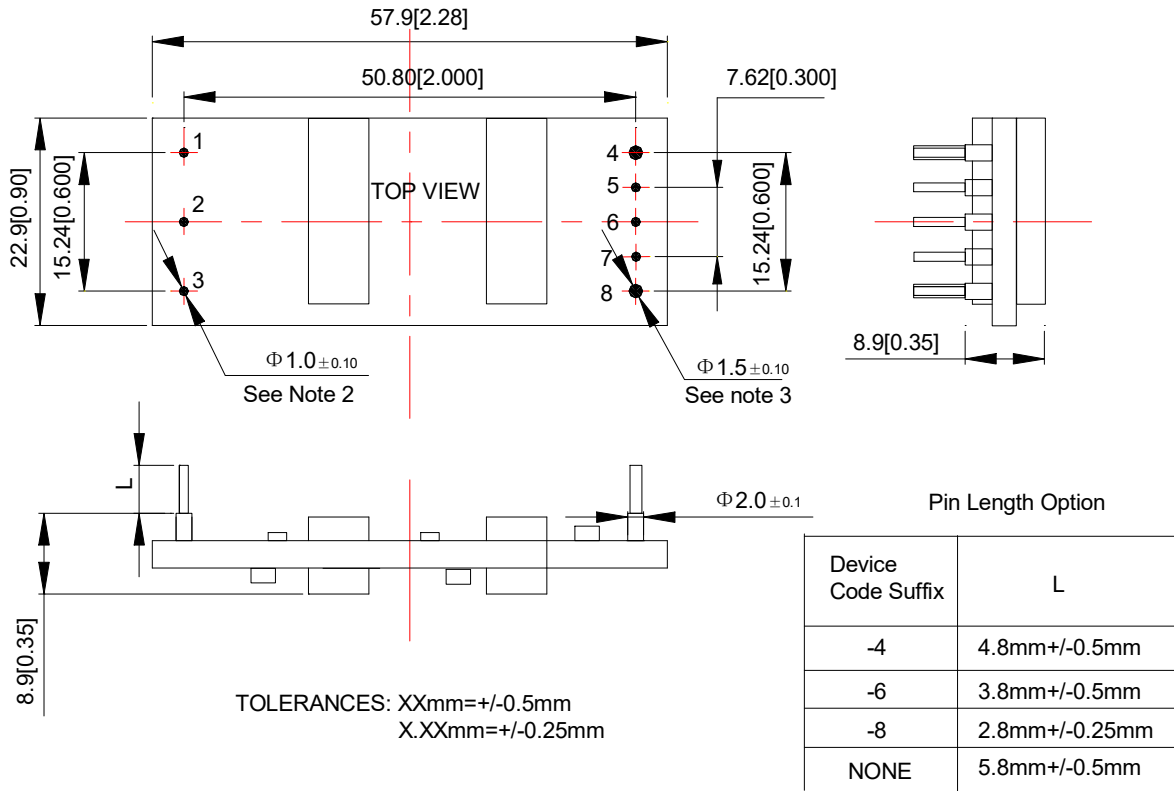 57.9[2.28]
50.80[2.000]
7.62[0.300]
22.9[0.90]
15.24[0.600]
1
2
3
TOP VIEW
4
5
6
7
8
15.24[0.600]
8.9[0.35]
Φ1.0±0.10
See Note 2
Φ1.5±0.10
See note 3
L
8.9[0.35]
Φ2.0±0.1
TOLERANCES: XXmm=+/-0.5mm
X.XXmm=+/-0.25mm
Pin Length Option
Device
Code Suffix
L
-4 4.8mm+/-0.5mm
-6 3.8mm+/-0.5mm
-8 2.8mm+/-0.25mm
NONE 5.8mm+/-0.5mm